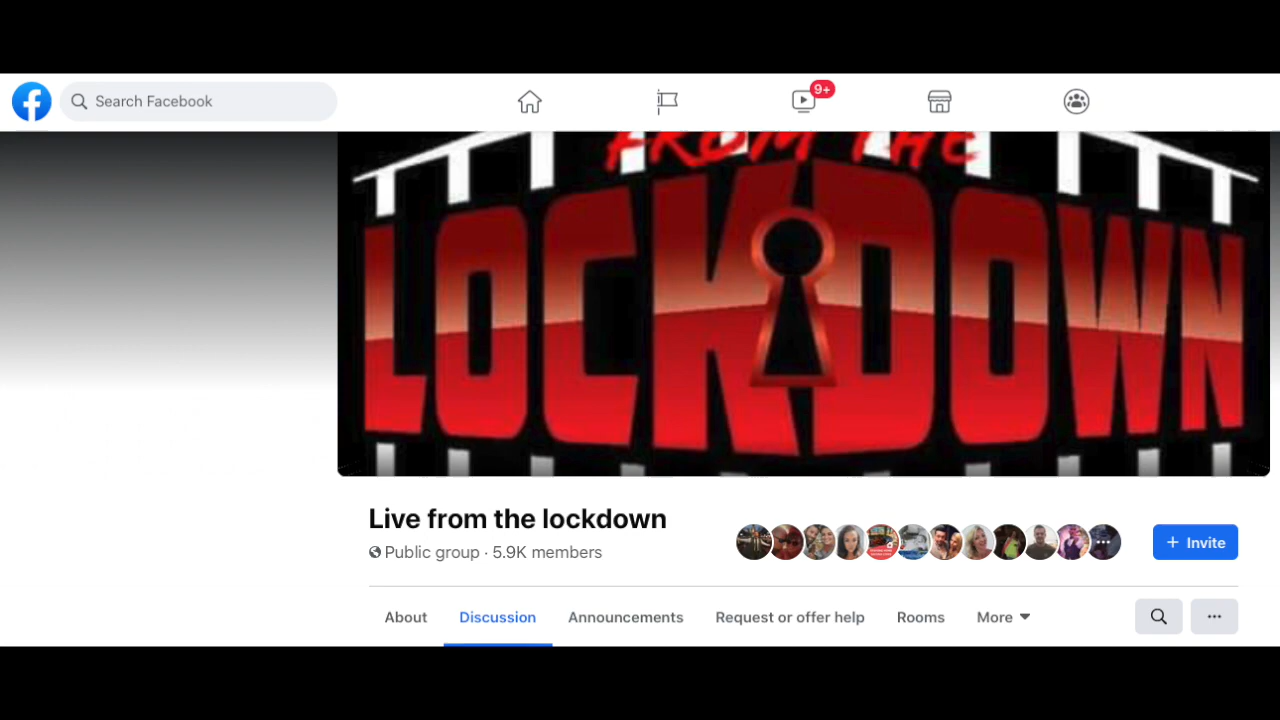 Search Facebook
9+
FROM THE
LOCKDOWN
Live from the lockdown
Public group · 5.9K members
+ Invite
About Discussion Announcements Request or offer help Rooms More